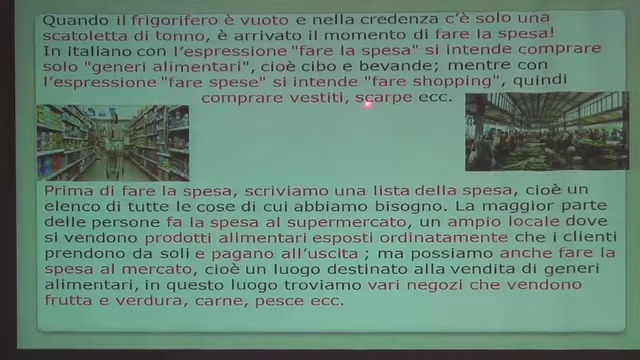 Quando il frigorifero è vuoto e nella credenza c'è solo una
scatoletta di tonno, è arrivato il momento di fare la spesa!
In italiano con l'espressione "fare la spesa" si intende comprare
solo "generi alimentari", cioè cibo e bevande; mentre con
l'espressione "fare spese" si intende "fare shopping", quindi
comprare vestiti, scarpe ecc.
Prima di fare la spesa, scriviamo una lista della spesa, cioè un
elenco di tutte le cose di cui abbiamo bisogno. La maggior parte
delle persone fa la spesa al supermercato, un ampio locale dove
si vendono prodotti alimentari esposti ordinatamente che i clienti
prendono da soli e pagano all'uscita ; ma possiamo anche fare la
spesa al mercato, cioè un luogo destinato alla vendita di generi
alimentari, in questo luogo troviamo vari negozi che vendono
frutta e verdura, carne, pesce ecc.